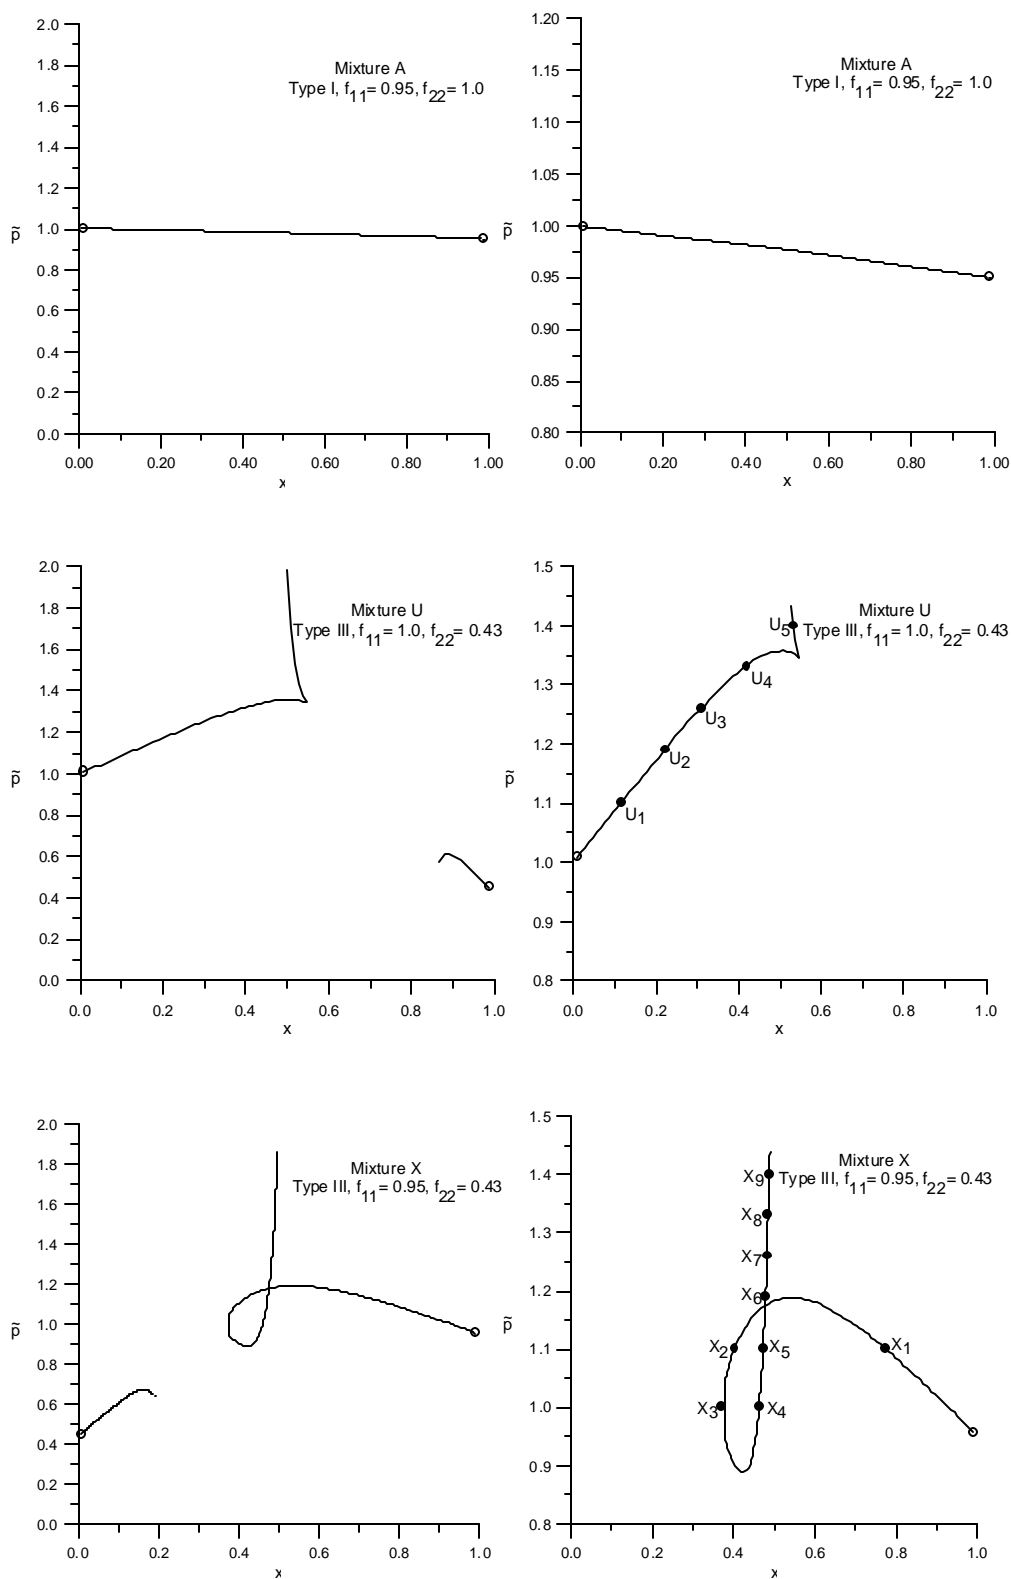 2.0
1.8
1.6
1.4
1.2
1.0
0.8
0.6
0.4
0.2
0.0
p̃
0.00 0.20 0.40 0.60 0.80 1.00
x
Mixture A
Type I, f11= 0.95, f22= 1.0
1.20
1.15
1.10
1.05
1.00
0.95
0.90
0.85
0.80
p̃
0.00 0.20 0.40 0.60 0.80 1.00
x
Mixture A
Type I, f11= 0.95, f22= 1.0
2.0
1.8
1.6
1.4
1.2
1.0
0.8
0.6
0.4
0.2
0.0
p̃
0.0 0.2 0.4 0.6 0.8 1.0
x
Mixture U
Type III, f11= 1.0, f22= 0.43
1.5
1.4
1.3
1.2
1.1
1.0
0.9
0.8
p̃
0.0 0.2 0.4 0.6 0.8 1.0
x
Mixture U
Type III, f11= 1.0, f22= 0.43
U5
U4
U3
U2
U1
2.0
1.8
1.6
1.4
1.2
1.0
0.8
0.6
0.4
0.2
0.0
p̃
0.0 0.2 0.4 0.6 0.8 1.0
x
Mixture X
Type III, f11= 0.95, f22= 0.43
1.5
1.4
1.3
1.2
1.1
1.0
0.9
0.8
p̃
0.0 0.2 0.4 0.6 0.8 1.0
x
Mixture X
Type III, f11= 0.95, f22= 0.43
X9
X8
X7
X6
X2 X5 X1
X3 X4